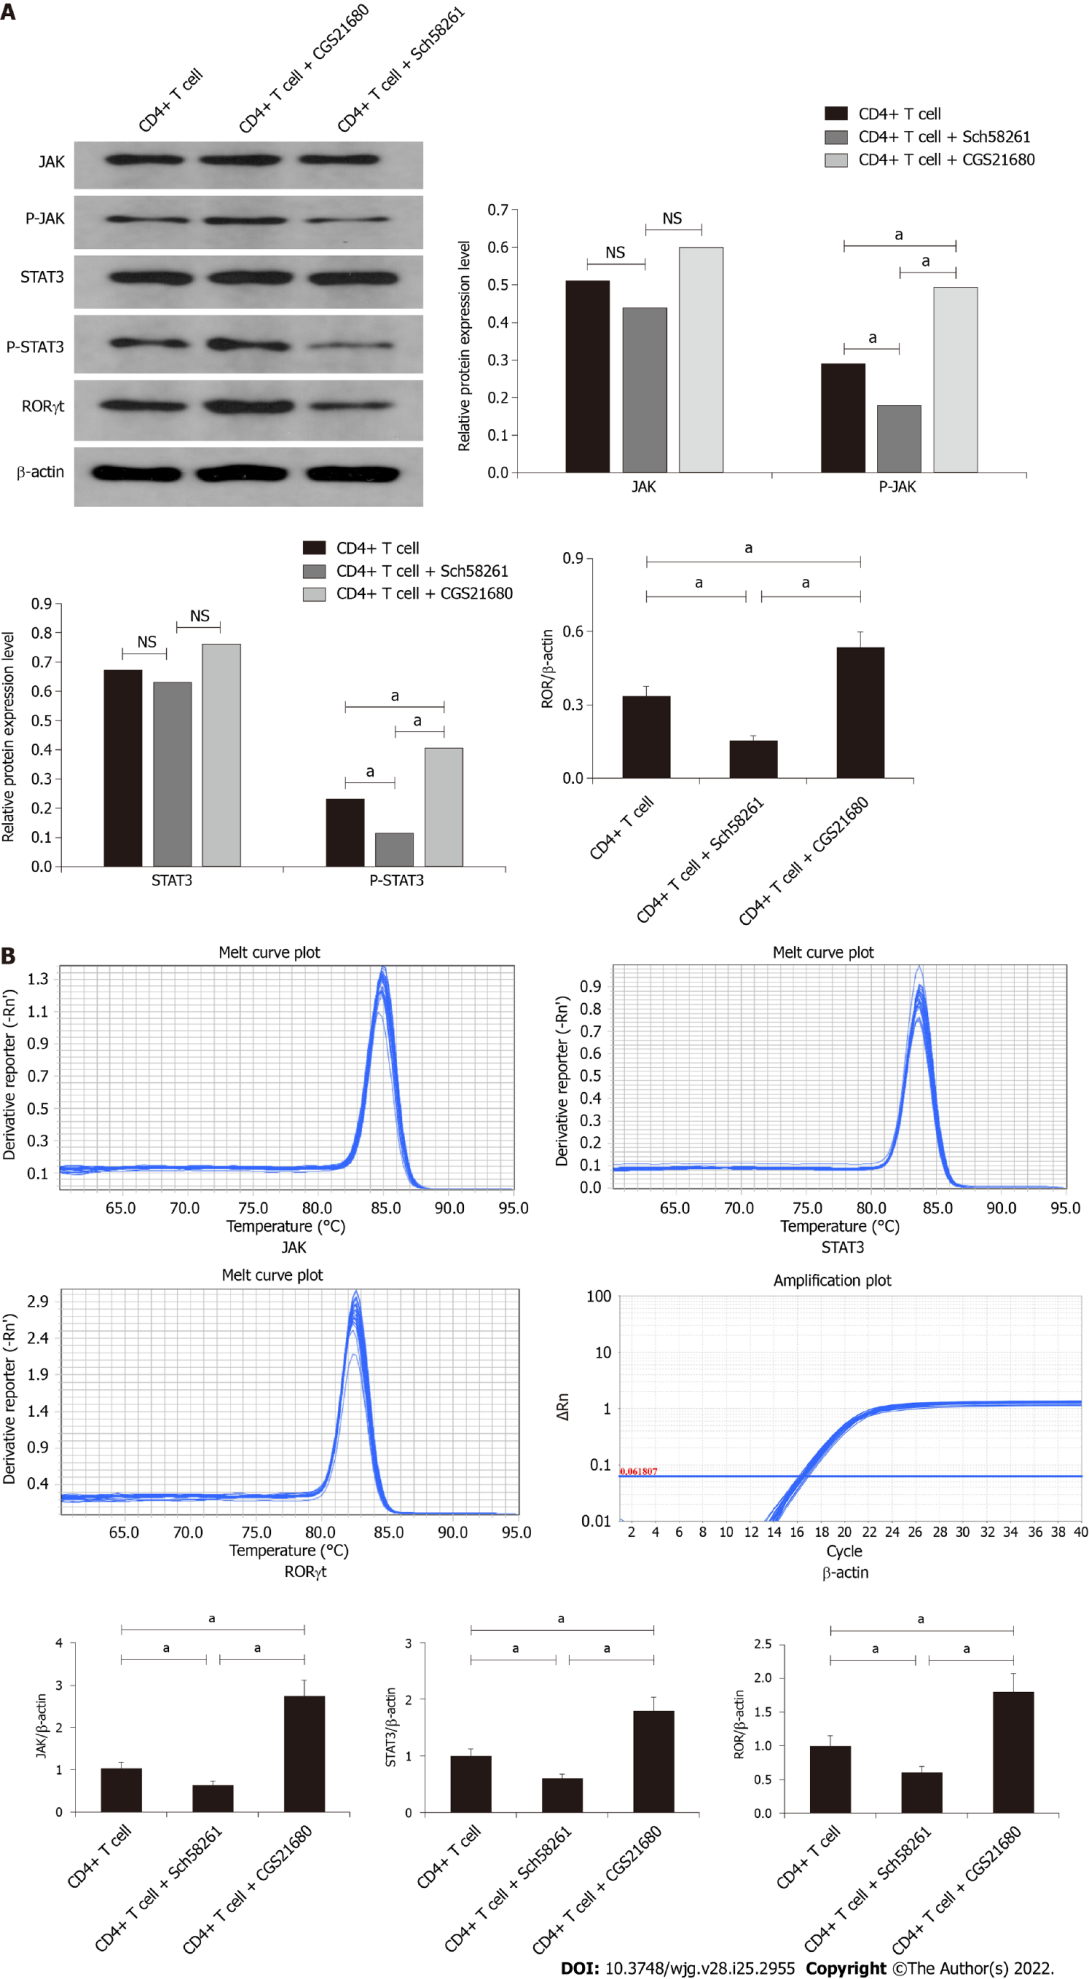 A
CD4+ T cell
CD4+ T cell + CGS21680
CD4+ T cell + Sch58261
JAK
P-JAK
STAT3
P-STAT3
RORγt
β-actin
CD4+ T cell
CD4+ T cell + Sch58261
CD4+ T cell + CGS21680
Relative protein expression level
0.7
0.6
0.5
0.4
0.3
0.2
0.1
0.0
NS
NS
a
a
a
JAK
P-JAK
CD4+ T cell
CD4+ T cell + Sch58261
CD4+ T cell + CGS21680
Relative protein expression level
0.9
0.8
0.7
0.6
0.5
0.4
0.3
0.2
0.1
0.0
NS
NS
a
a
a
STAT3
P-STAT3
ROR/β-actin
0.9
0.6
0.3
0.0
a
a
a
CD4+ T cell
CD4+ T cell + Sch58261
CD4+ T cell + CGS21680
B
Melt curve plot
Derivative reporter (-Rn')
1.3
1.1
0.9
0.7
0.5
0.3
0.1
65.0 70.0 75.0 80.0 85.0 90.0 95.0
Temperature (°C)
JAK
Melt curve plot
Derivative reporter (-Rn')
0.9
0.8
0.7
0.6
0.5
0.4
0.3
0.2
0.1
0.0
65.0 70.0 75.0 80.0 85.0 90.0 95.0
Temperature (°C)
STAT3
Melt curve plot
Derivative reporter (-Rn')
2.9
2.4
1.9
1.4
0.9
0.4
65.0 70.0 75.0 80.0 85.0 90.0 95.0
Temperature (°C)
RORγt
Amplification plot
ΔRn
100
10
1
0.1
0.01
0.061807
2 4 6 8 10 12 14 16 18 20 22 24 26 28 30 32 34 36 38 40
Cycle
β-actin
JAK/β-actin
4
3
2
1
0
a
a
a
CD4+ T cell
CD4+ T cell + Sch58261
CD4+ T cell + CGS21680
STAT3/β-actin
3
2
1
0
a
a
a
CD4+ T cell
CD4+ T cell + Sch58261
CD4+ T cell + CGS21680
ROR/β-actin
2.5
2.0
1.5
1.0
0.5
0.0
a
a
a
CD4+ T cell
CD4+ T cell + Sch58261
CD4+ T cell + CGS21680
DOI: 10.3748/wjg.v28.i25.2955 Copyright ©The Author(s) 2022.